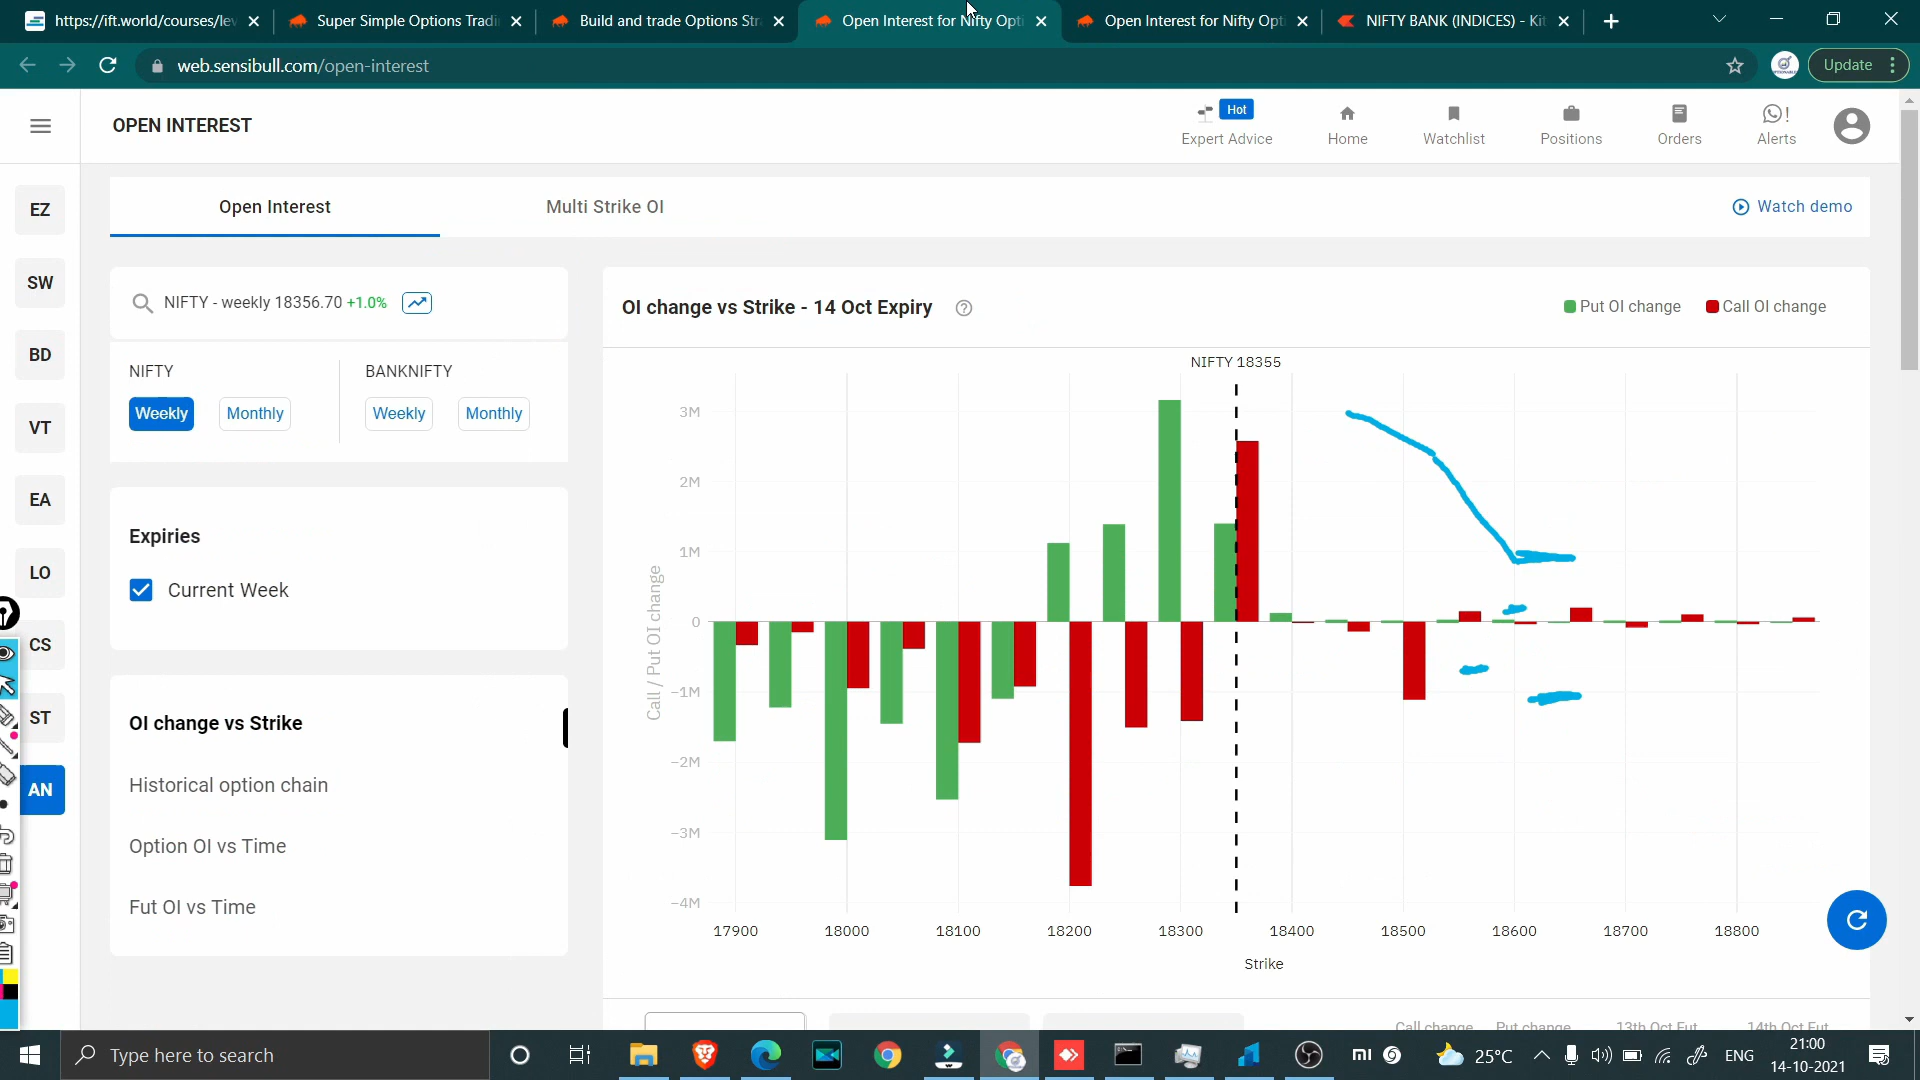 https://ift.world/courses/lev
Super Simple Options Tradi
Build and trade Options Str
Open Interest for Nifty Opti
Open Interest for Nifty Opt
NIFTY BANK (INDICES) - Kit
web.sensibull.com/open-interest
Update
OPEN INTEREST
Hot
Expert Advice
Home
Watchlist
Positions
Orders
Alerts
EZ
SW
BD
VT
EA
LO
CS
ST
AN
Open Interest
Multi Strike OI
Watch demo
NIFTY - weekly 18356.70 +1.0%
NIFTY
BANKNIFTY
Weekly
Monthly
Weekly
Monthly
Expiries
Current Week
OI change vs Strike
Historical option chain
Option OI vs Time
Fut OI vs Time
OI change vs Strike - 14 Oct Expiry
Put OI change
Call OI change
NIFTY 18355
3M
2M
1M
0
−1M
−2M
−3M
−4M
Call / Put OI change
17900
18000
18100
18200
18300
18400
18500
18600
18700
18800
Strike
Call change
Put change
13th Oct Fut
14th Oct Fut
Type here to search
25°C
ENG
21:00
14-10-2021